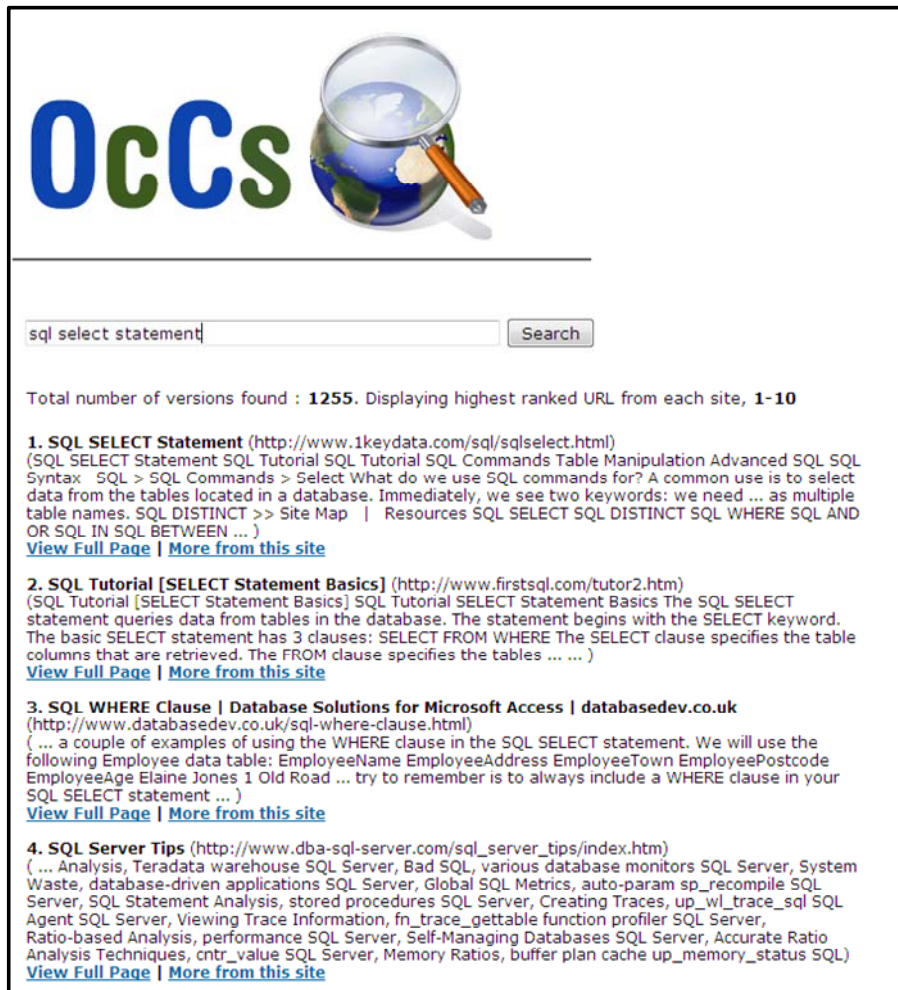 OcCs
sql select statement
Search
Total number of versions found : 1255. Displaying highest ranked URL from each site, 1-10
1. SQL SELECT Statement (http://www.1keydata.com/sql/sqlselect.html)
(SQL SELECT Statement SQL Tutorial SQL Tutorial SQL Commands Table Manipulation Advanced SQL SQL
Syntax SQL > SQL Commands > Select What do we use SQL commands for? A common use is to select
data from the tables located in a database. Immediately, we see two keywords: we need ... as multiple
table names. SQL DISTINCT >> Site Map | Resources SQL SELECT SQL DISTINCT SQL WHERE SQL AND
OR SQL IN SQL BETWEEN ... )
View Full Page | More from this site
2. SQL Tutorial [SELECT Statement Basics] (http://www.firstsql.com/tutor2.htm)
(SQL Tutorial [SELECT Statement Basics] SQL Tutorial SELECT Statement Basics The SQL SELECT
statement queries data from tables in the database. The statement begins with the SELECT keyword.
The basic SELECT statement has 3 clauses: SELECT FROM WHERE The SELECT clause specifies the table
columns that are retrieved. The FROM clause specifies the tables ... ... )
View Full Page | More from this site
3. SQL WHERE Clause | Database Solutions for Microsoft Access | databasedev.co.uk
(http://www.databasedev.co.uk/sql-where-clause.html)
( ... a couple of examples of using the WHERE clause in the SQL SELECT statement. We will use the
following Employee data table: EmployeeName EmployeeAddress EmployeeTown EmployeePostcode
EmployeeAge Elaine Jones 1 Old Road ... try to remember is to always include a WHERE clause in your
SQL SELECT statement ... )
View Full Page | More from this site
4. SQL Server Tips (http://www.dba-sql-server.com/sql_server_tips/index.htm)
( ... Analysis, Teradata warehouse SQL Server, Bad SQL, various database monitors SQL Server, System
Waste, database-driven applications SQL Server, Global SQL Metrics, auto-param sp_recompile SQL
Server, SQL Statement Analysis, stored procedures SQL Server, Creating Traces, up_wl_trace_sql SQL
Agent SQL Server, Viewing Trace Information, fn_trace_gettable function profiler SQL Server,
Ratio-based Analysis, performance SQL Server, Self-Managing Databases SQL Server, Accurate Ratio
Analysis Techniques, cntr_value SQL Server, Memory Ratios, buffer plan cache up_memory_status SQL)
View Full Page | More from this site